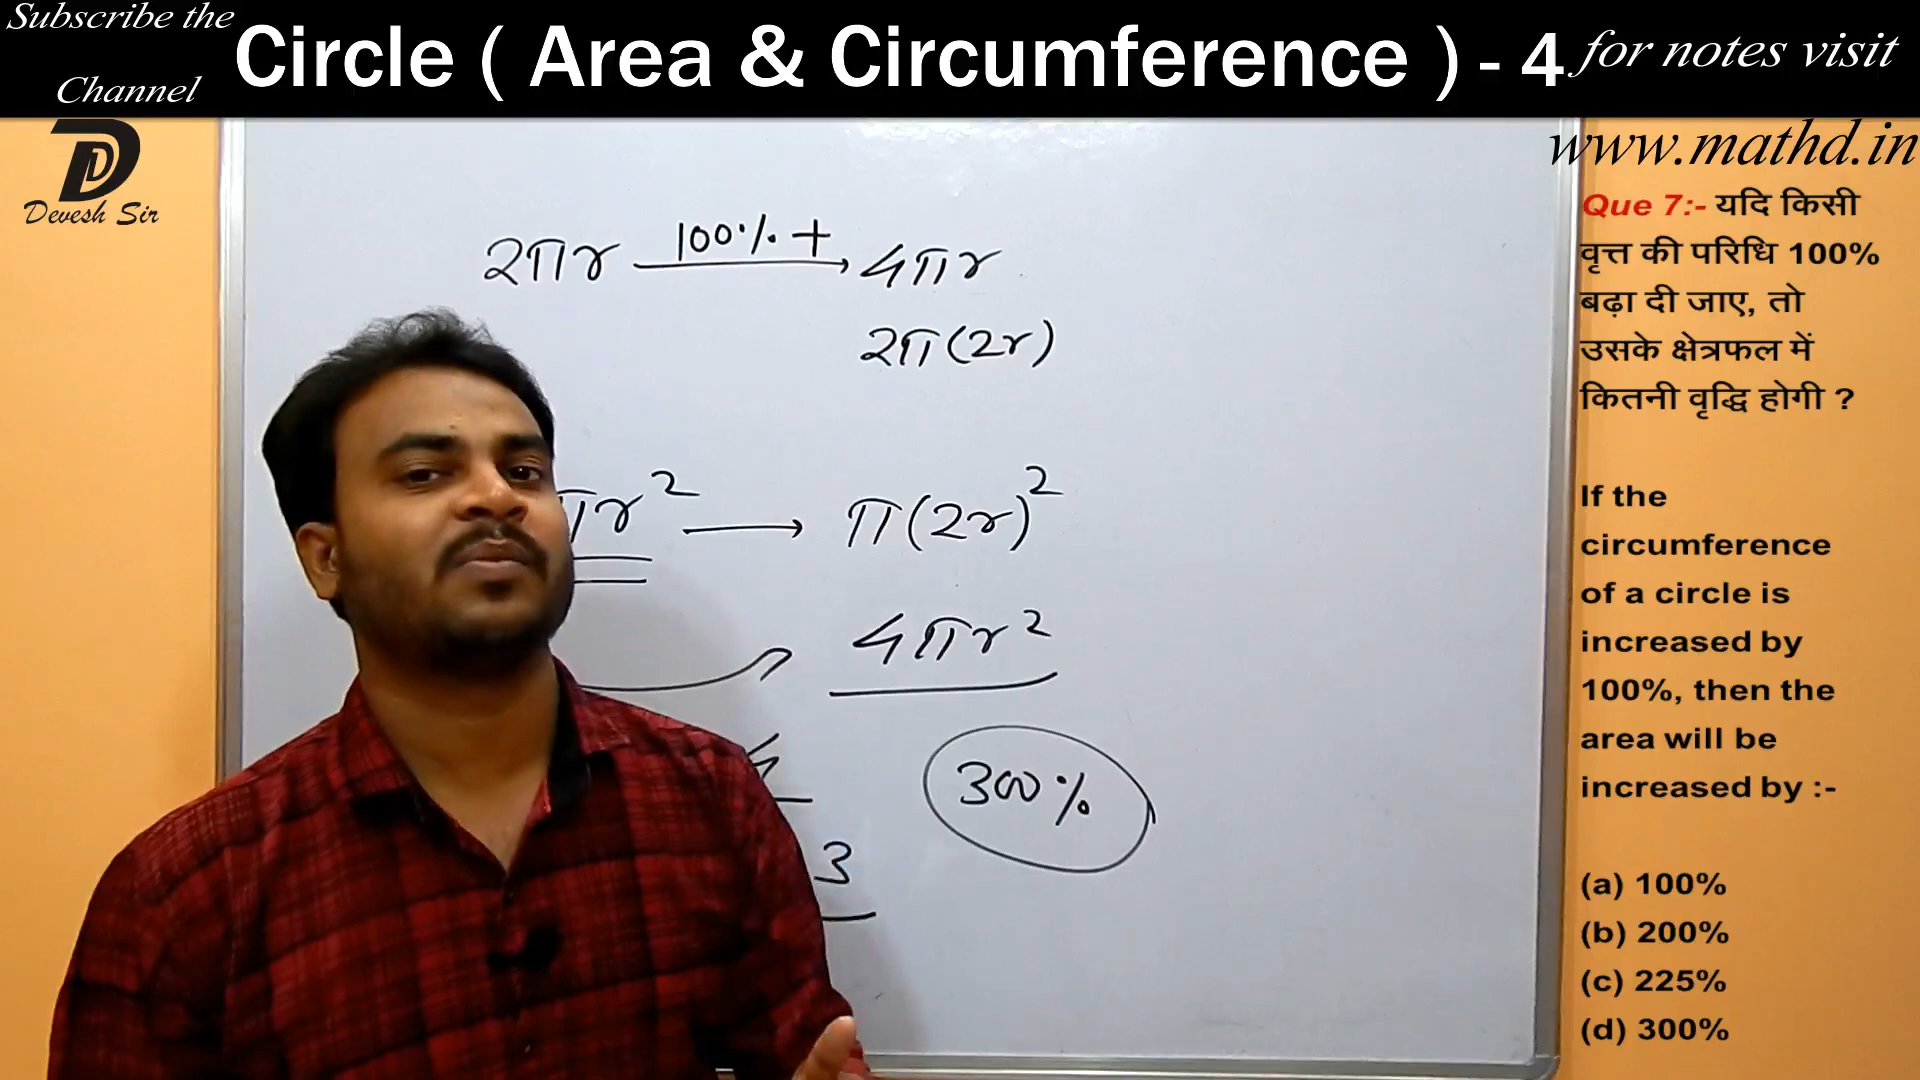 Subscribe the
Channel
Circle ( Area & Circumference ) - 4
for notes visit
www.mathd.in
D
Devesh Sir
2πr 100%+ → 4πr
2π(2r)
πr² → π(2r)²
4πr²
4
300%
3
Que 7:- यदि किसी
वृत्त की परिधि 100%
बढ़ा दी जाए, तो
उसके क्षेत्रफल में
कितनी वृद्धि होगी ?
If the
circumference
of a circle is
increased by
100%, then the
area will be
increased by :-
(a) 100%
(b) 200%
(c) 225%
(d) 300%